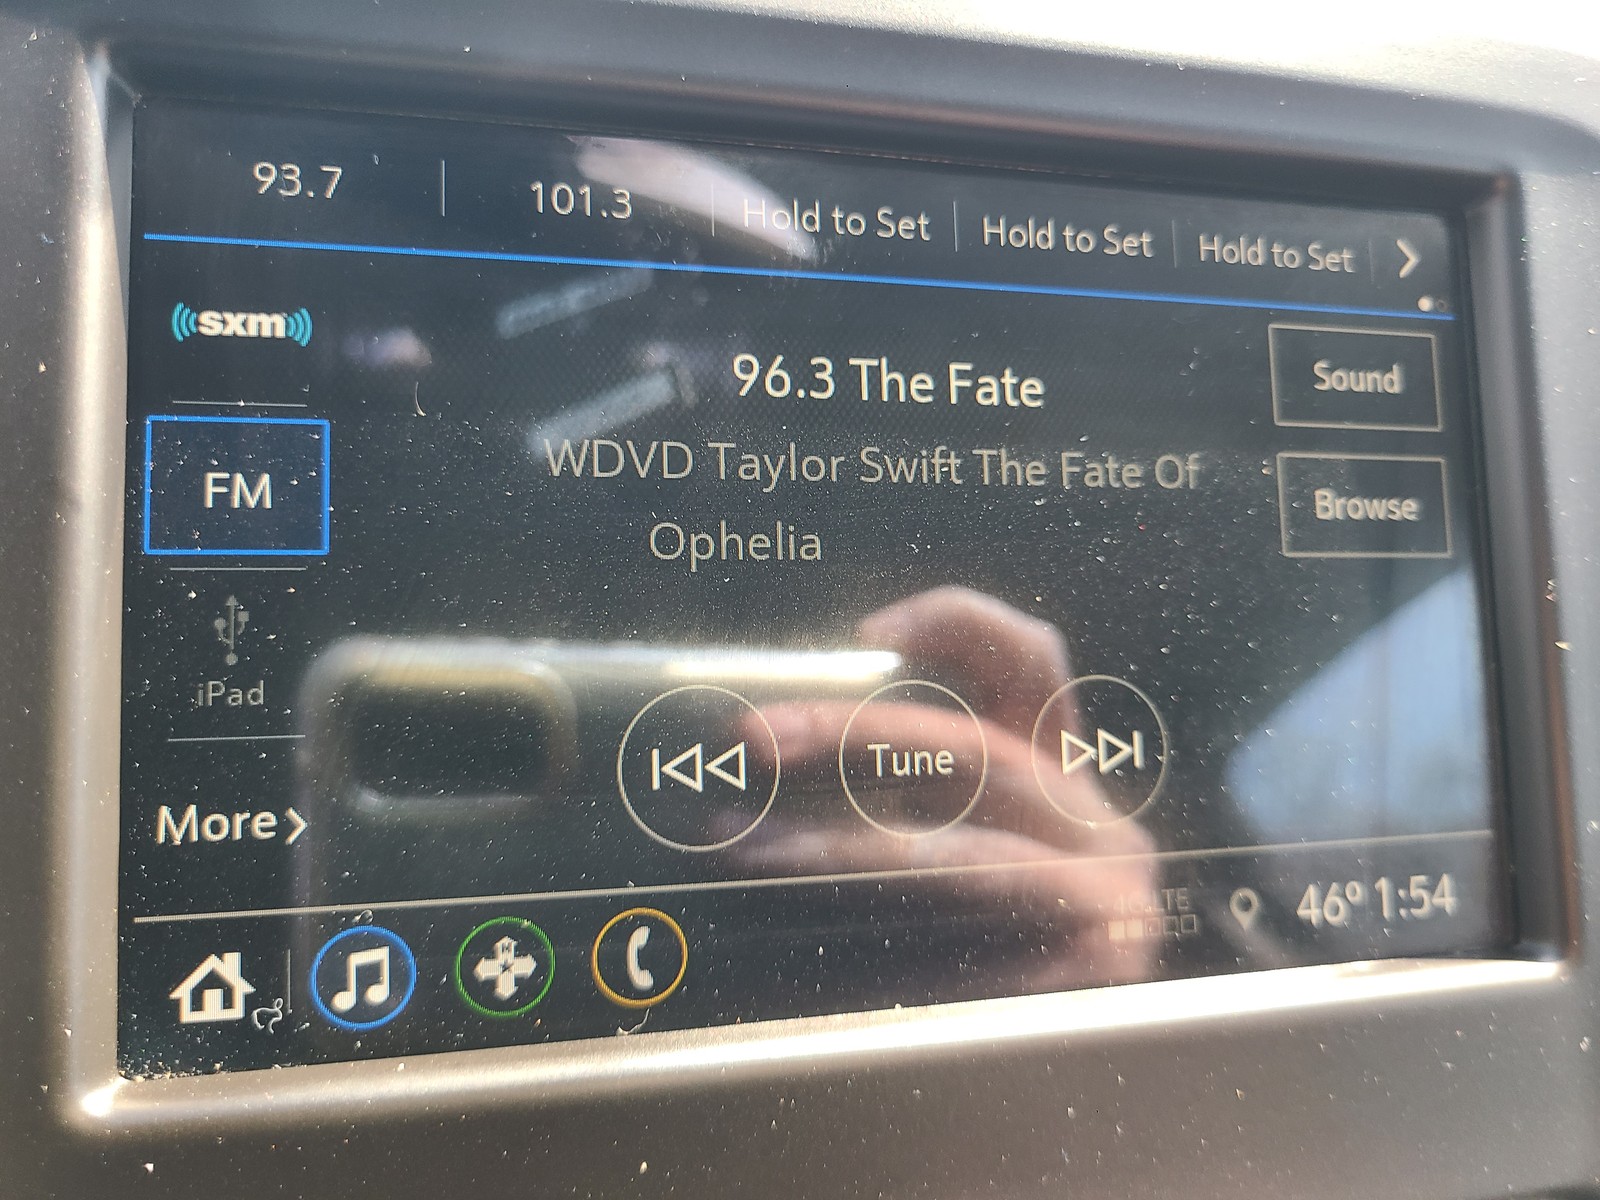 93.7 101.3 Hold to Set Hold to Set Hold to Set
sxm
96.3 The Fate
Sound
WDVD Taylor Swift The Fate Of
Ophelia
FM
Browse
iPad
Tune
More
LTE
46° 1:54